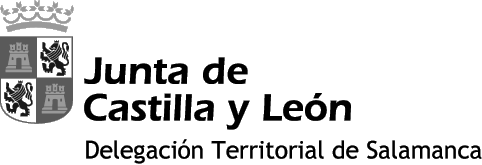 Junta de
Castilla y León
Delegación Territorial de Salamanca